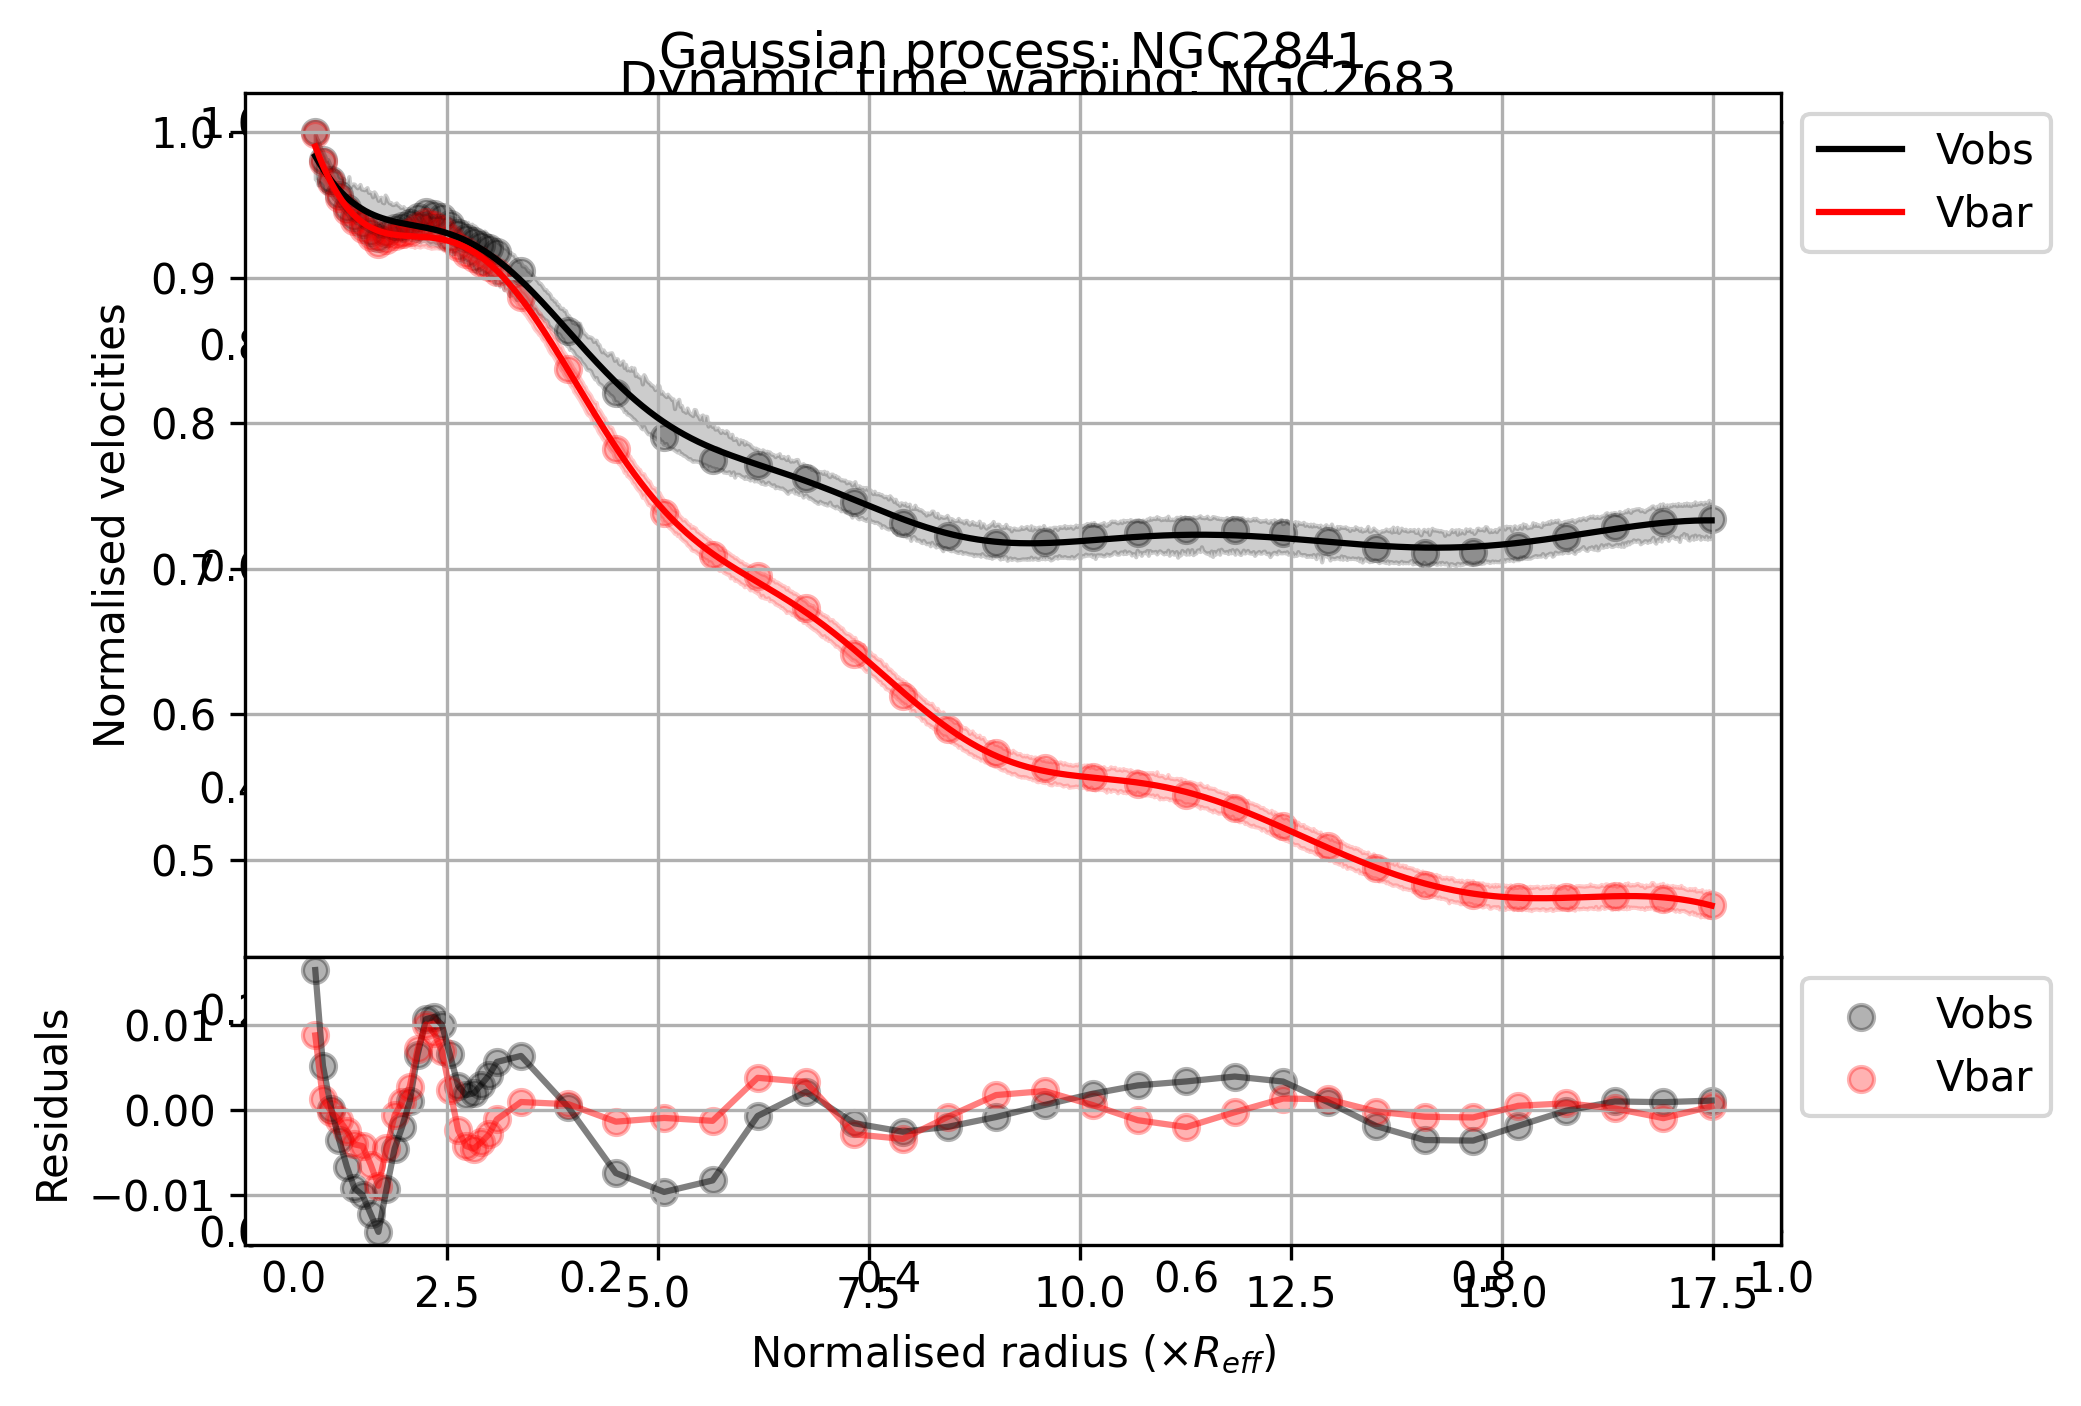 Gaussian process: NGC2841
Dynamic time warping: NGC2683
Normalised velocities
1.0
0.9
0.8
0.7
0.6
0.5
Vobs
Vbar
Residuals
0.01
0.00
−0.01
Vobs
Vbar
0.0 0.2 0.4 0.6 0.8 1.0
2.5 5.0 7.5 10.0 12.5 15.0 17.5
Normalised radius (×R_{eff})